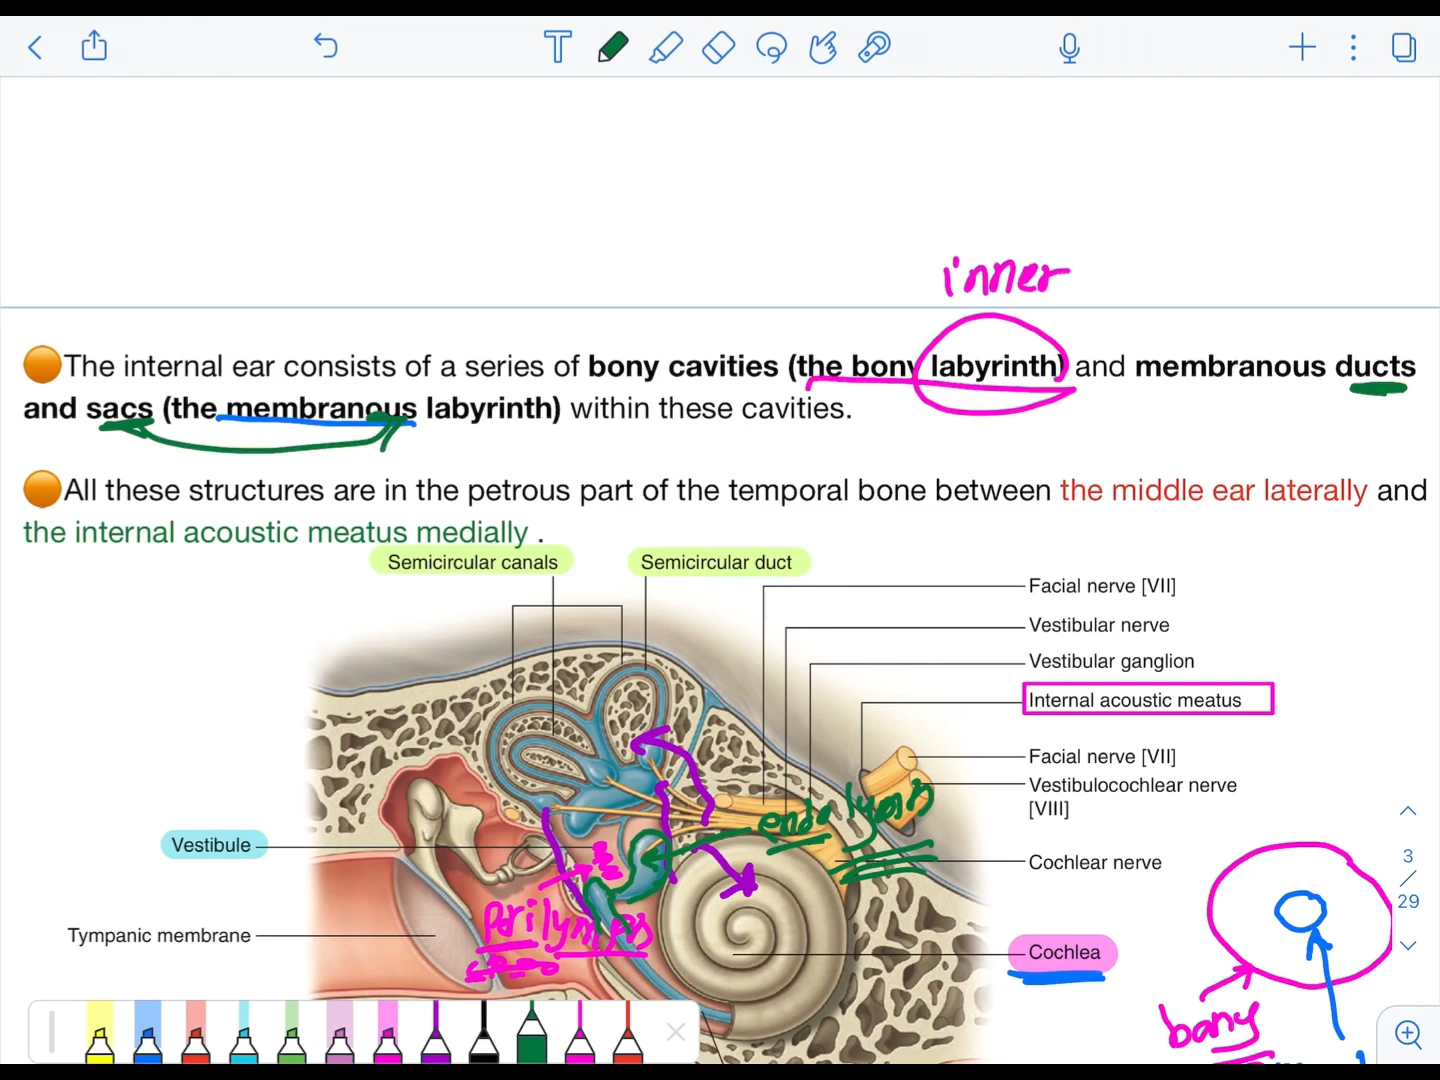 inner
The internal ear consists of a series of bony cavities (the bony labyrinth) and membranous ducts
and sacs (the membranous labyrinth) within these cavities.
All these structures are in the petrous part of the temporal bone between the middle ear laterally and
the internal acoustic meatus medially .
Semicircular canals
Semicircular duct
Facial nerve [VII]
Vestibular nerve
Vestibular ganglion
Internal acoustic meatus
Facial nerve [VII]
Vestibulocochlear nerve
[VIII]
endo lymph
Vestibule
Cochlear nerve
3
/
29
perilymph
Tympanic membrane
Cochlea
bony